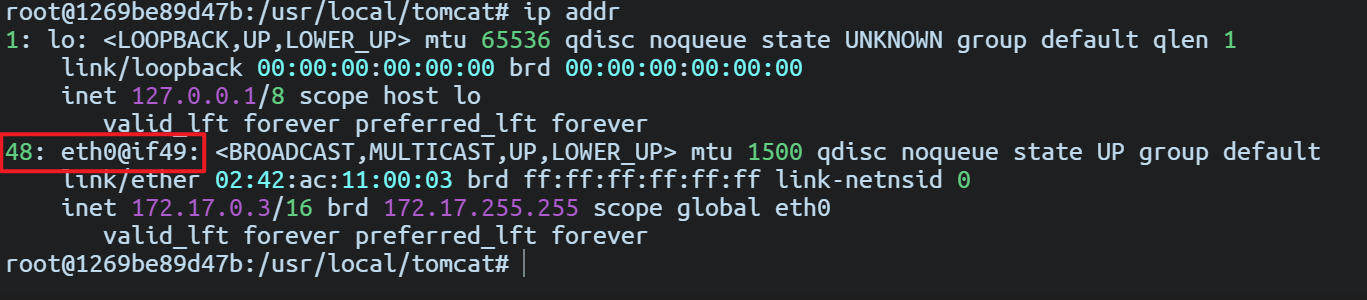 root@1269be89d47b:/usr/local/tomcat# ip addr
1: lo: <LOOPBACK,UP,LOWER_UP> mtu 65536 qdisc noqueue state UNKNOWN group default qlen 1
    link/loopback 00:00:00:00:00:00 brd 00:00:00:00:00:00
    inet 127.0.0.1/8 scope host lo
       valid_lft forever preferred_lft forever
48: eth0@if49: <BROADCAST,MULTICAST,UP,LOWER_UP> mtu 1500 qdisc noqueue state UP group default
    link/ether 02:42:ac:11:00:03 brd ff:ff:ff:ff:ff:ff link-netnsid 0
    inet 172.17.0.3/16 brd 172.17.255.255 scope global eth0
       valid_lft forever preferred_lft forever
root@1269be89d47b:/usr/local/tomcat#